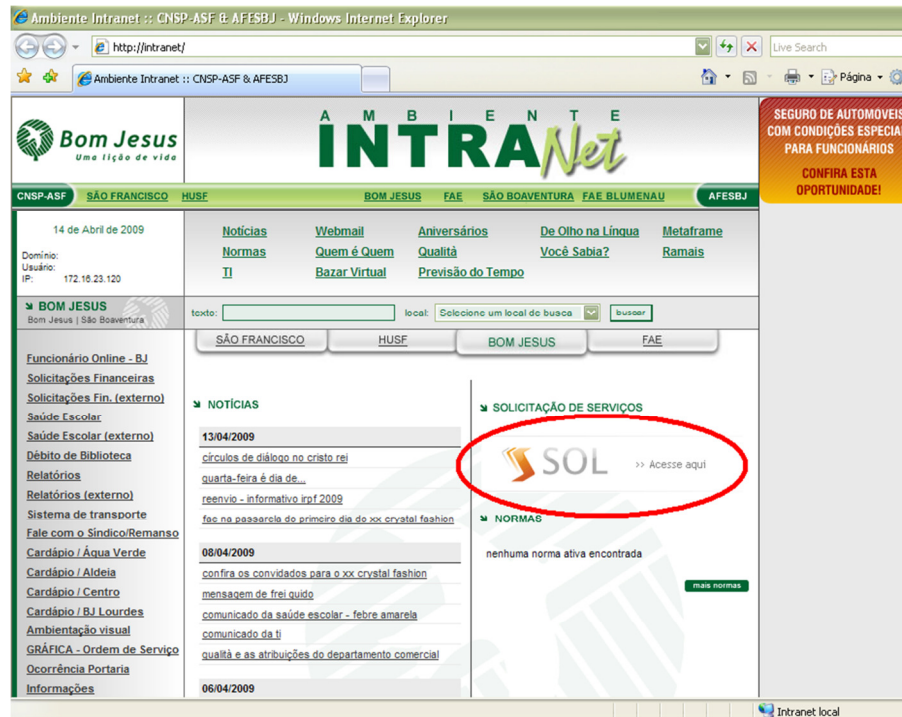 Ambiente Intranet :: CNSP-ASF & AFESBJ - Windows Internet Explorer
http://intranet/
Live Search
Ambiente Intranet :: CNSP-ASF & AFESBJ
Página
Bom Jesus
Uma lição de vida
AMBIENTE
INTRANet
SEGURO DE AUTOMÓVEIS
COM CONDIÇÕES ESPECIAI
PARA FUNCIONÁRIOS
CONFIRA ESTA
OPORTUNIDADE!
CNSP-ASF SÃO FRANCISCO HUSF BOM JESUS FAE SÃO BOAVENTURA FAE BLUMENAU AFESBJ
14 de Abril de 2009
Domínio:
Usuário:
IP: 172.16.23.120
Notícias Webmail Aniversários De Olho na Língua Metaframe
Normas Quem é Quem Qualità Você Sabia? Ramais
TI Bazar Virtual Previsão do Tempo
BOM JESUS
Bom Jesus | São Boaventura
texto: local: Selecione um local de busca buscar
SÃO FRANCISCO HUSF BOM JESUS FAE
Funcionário Online - BJ
Solicitações Financeiras
Solicitações Fin. (externo)
Saúde Escolar
Saúde Escolar (externo)
Débito de Biblioteca
Relatórios
Relatórios (externo)
Sistema de transporte
Fale com o Síndico/Remanso
Cardápio / Água Verde
Cardápio / Aldeia
Cardápio / Centro
Cardápio / BJ Lourdes
Ambientação visual
GRÁFICA - Ordem de Serviço
Ocorrência Portaria
Informações
NOTÍCIAS
13/04/2009
círculos de diálogo no cristo rei
quarta-feira é dia de...
reenvio - informativo irpf 2009
fae na passarela do primeiro dia do xx crystal fashion
08/04/2009
confira os convidados para o xx crystal fashion
mensagem de frei guido
comunicado da saúde escolar - febre amarela
comunicado da ti
qualità e as atribuições do departamento comercial
06/04/2009
SOLICITAÇÃO DE SERVIÇOS
SOL >> Acesse aqui
NORMAS
nenhuma norma ativa encontrada
mais normas
Intranet local